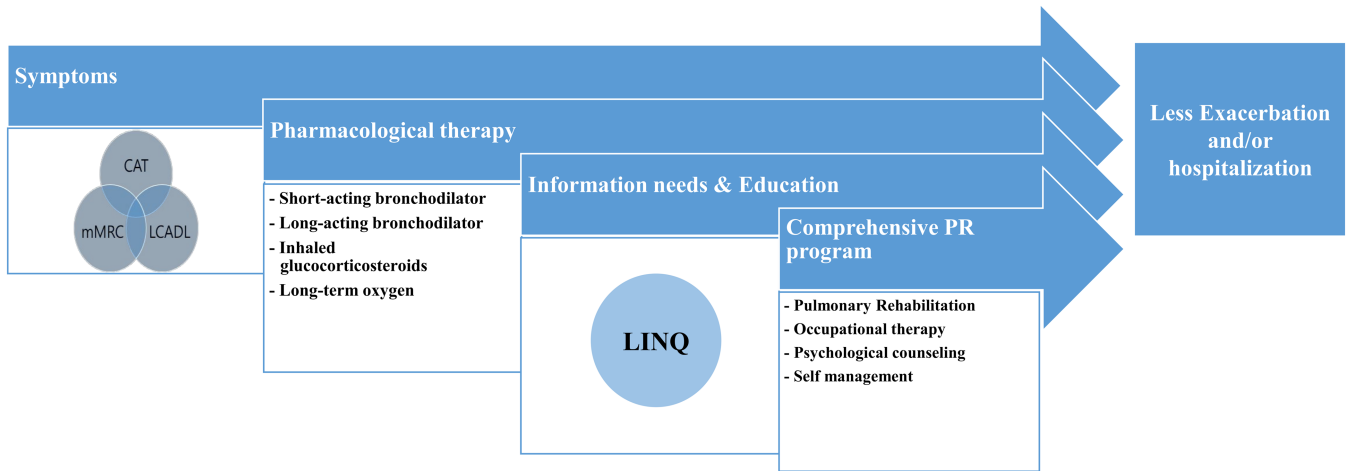 Symptoms
CAT
mMRC
LCADL
Pharmacological therapy
- Short-acting bronchodilator
- Long-acting bronchodilator
- Inhaled
glucocorticosteroids
- Long-term oxygen
Information needs & Education
LINQ
Comprehensive PR
program
- Pulmonary Rehabilitation
- Occupational therapy
- Psychological counseling
- Self management
Less Exacerbation
and/or
hospitalization